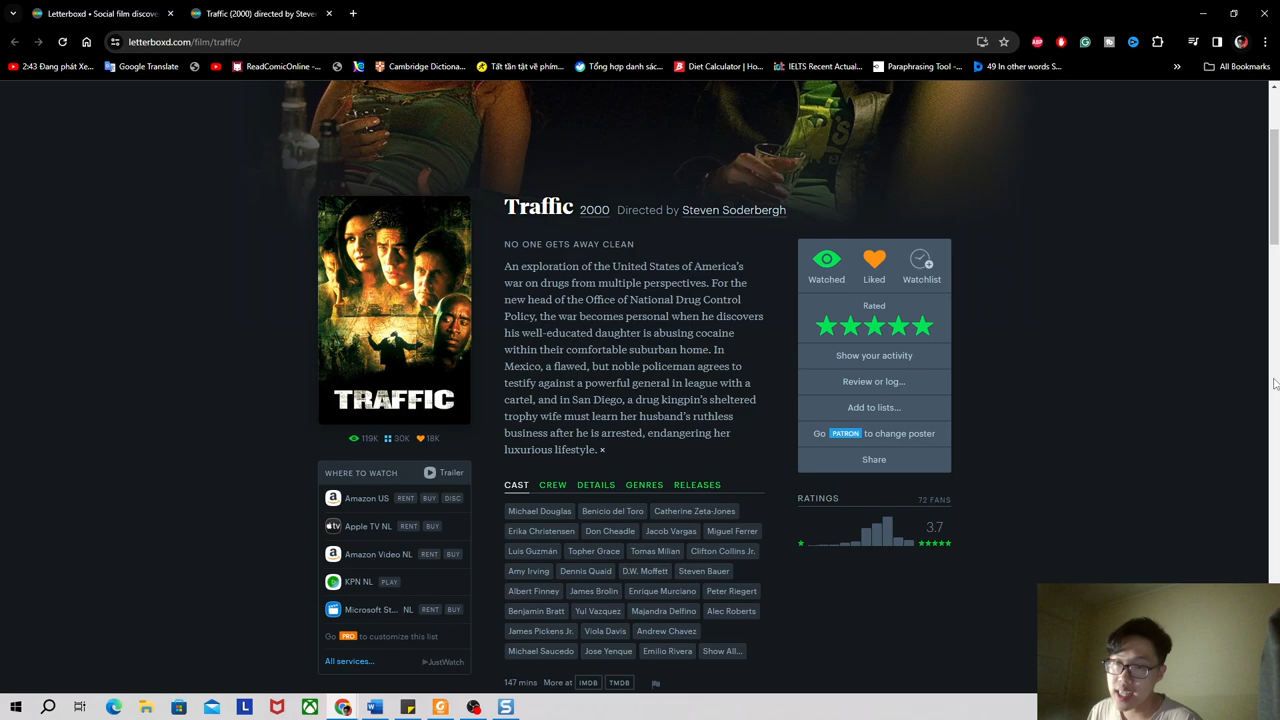 Letterboxd • Social film discove
Traffic (2000) directed by Steve
letterboxd.com/film/traffic/
2:43 Đang phát Xe...
Google Translate
ReadComicOnline -...
Cambridge Dictiona...
Tất tần tật về phim...
Tổng hợp danh sác...
Diet Calculator | Ho...
IELTS Recent Actual...
Paraphrasing Tool -...
49 In other words S...
All Bookmarks
Traffic 2000 Directed by Steven Soderbergh
NO ONE GETS AWAY CLEAN
An exploration of the United States of America's
war on drugs from multiple perspectives. For the
new head of the Office of National Drug Control
Policy, the war becomes personal when he discovers
his well-educated daughter is abusing cocaine
within their comfortable suburban home. In
Mexico, a flawed, but noble policeman agrees to
testify against a powerful general in league with a
cartel, and in San Diego, a drug kingpin's sheltered
trophy wife must learn her husband's ruthless
business after he is arrested, endangering her
luxurious lifestyle. ×
TRAFFIC
119K 30K 18K
WHERE TO WATCH Trailer
Amazon US RENT BUY DISC
Apple TV NL RENT BUY
Amazon Video NL RENT BUY
KPN NL PLAY
Microsoft St... NL RENT BUY
Go PRO to customize this list
All services... JustWatch
CAST CREW DETAILS GENRES RELEASES
Michael Douglas Benicio del Toro Catherine Zeta-Jones
Erika Christensen Don Cheadle Jacob Vargas Miguel Ferrer
Luis Guzmán Topher Grace Tomas Milian Clifton Collins Jr.
Amy Irving Dennis Quaid D.W. Moffett Steven Bauer
Albert Finney James Brolin Enrique Murciano Peter Riegert
Benjamin Bratt Yul Vazquez Majandra Delfino Alec Roberts
James Pickens Jr. Viola Davis Andrew Chavez
Michael Saucedo Jose Yenque Emilio Rivera Show All...
147 mins More at IMDB TMDB
Watched Liked Watchlist
Rated
Show your activity
Review or log...
Add to lists...
Go PATRON to change poster
Share
RATINGS 72 FANS
3.7